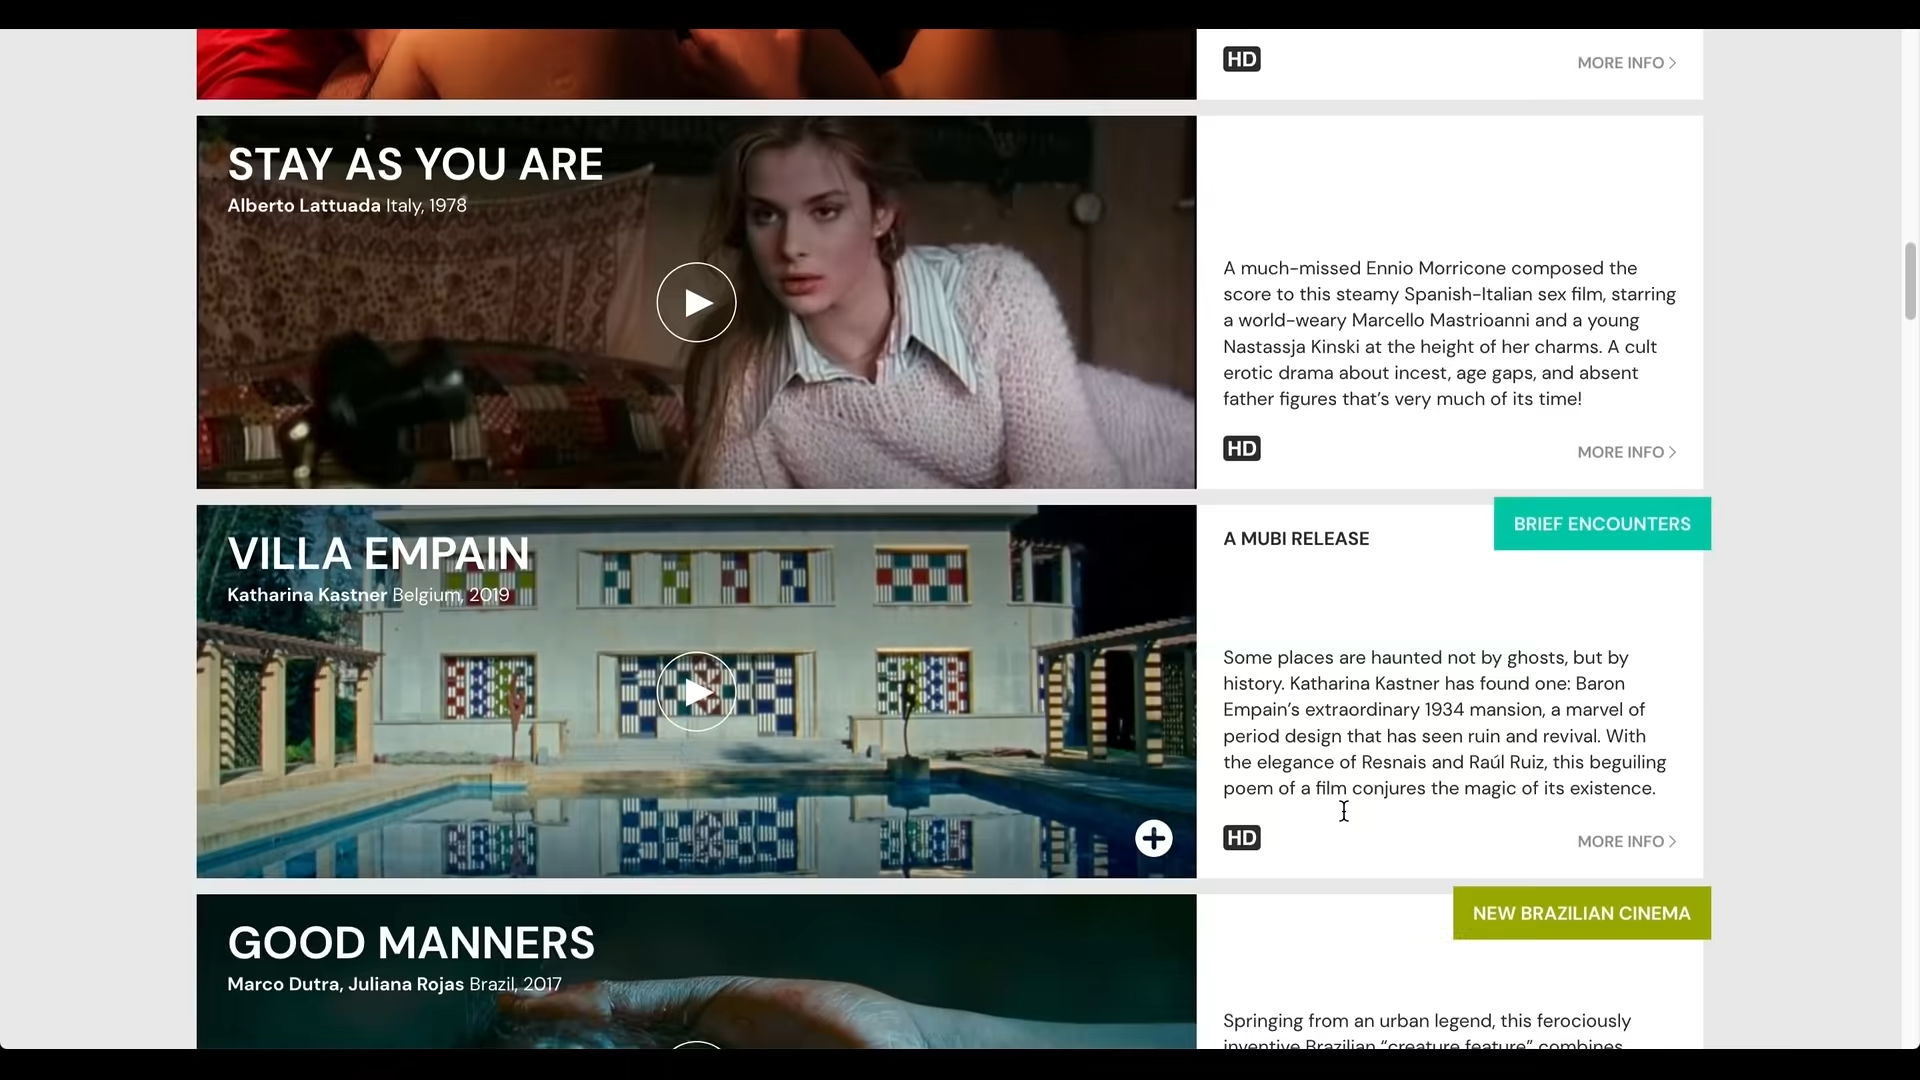 HD
MORE INFO
STAY AS YOU ARE
Alberto Lattuada Italy, 1978
A much-missed Ennio Morricone composed the
score to this steamy Spanish-Italian sex film, starring
a world-weary Marcello Mastrioanni and a young
Nastassja Kinski at the height of her charms. A cult
erotic drama about incest, age gaps, and absent
father figures that’s very much of its time!
HD
MORE INFO
VILLA EMPAIN
Katharina Kastner Belgium, 2019
A MUBI RELEASE
BRIEF ENCOUNTERS
Some places are haunted not by ghosts, but by
history. Katharina Kastner has found one: Baron
Empain’s extraordinary 1934 mansion, a marvel of
period design that has seen ruin and revival. With
the elegance of Resnais and Raúl Ruiz, this beguiling
poem of a film conjures the magic of its existence.
HD
MORE INFO
GOOD MANNERS
Marco Dutra, Juliana Rojas Brazil, 2017
NEW BRAZILIAN CINEMA
Springing from an urban legend, this ferociously
inventive Brazilian “creature feature” combines